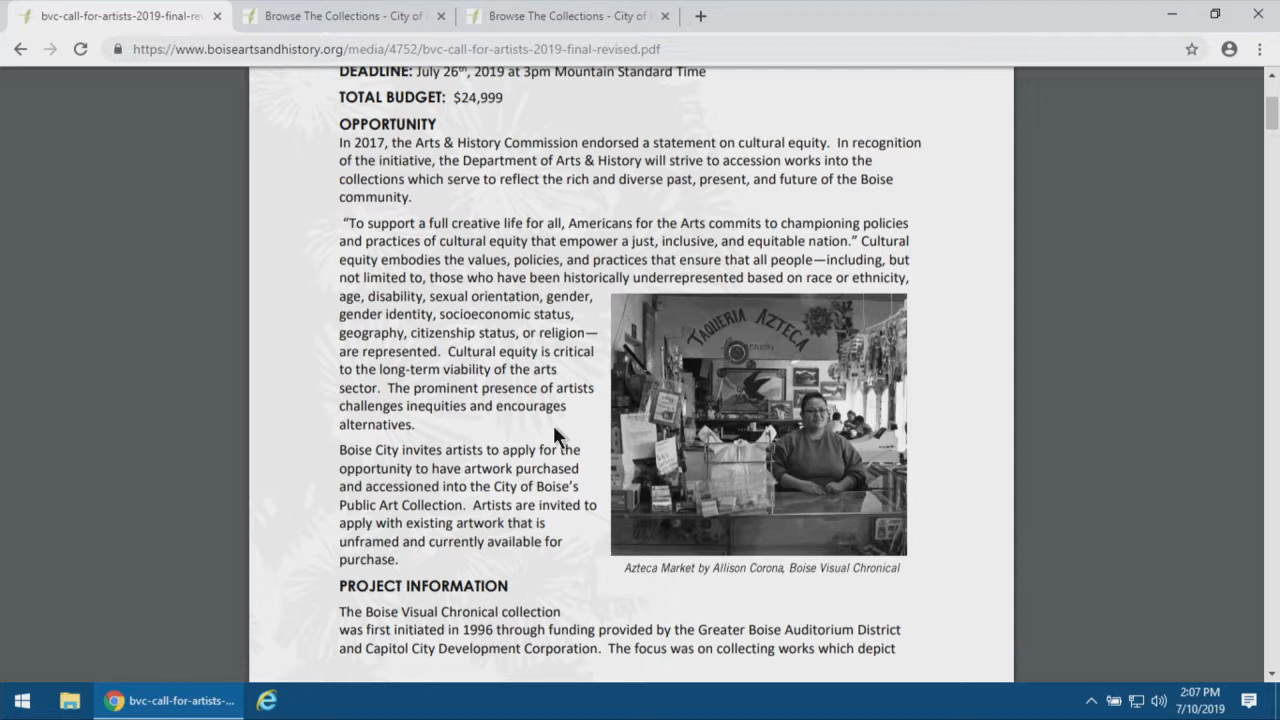 bvc-call-for-artists-2019-final-rev
Browse The Collections - City of
Browse The Collections - City of
https://www.boiseartsandhistory.org/media/4752/bvc-call-for-artists-2019-final-revised.pdf
DEADLINE: July 26th, 2019 at 3pm Mountain Standard Time
TOTAL BUDGET: $24,999
OPPORTUNITY
In 2017, the Arts & History Commission endorsed a statement on cultural equity. In recognition
of the initiative, the Department of Arts & History will strive to accession works into the
collections which serve to reflect the rich and diverse past, present, and future of the Boise
community.
“To support a full creative life for all, Americans for the Arts commits to championing policies
and practices of cultural equity that empower a just, inclusive, and equitable nation.” Cultural
equity embodies the values, policies, and practices that ensure that all people—including, but
not limited to, those who have been historically underrepresented based on race or ethnicity,
age, disability, sexual orientation, gender,
gender identity, socioeconomic status,
geography, citizenship status, or religion—
are represented. Cultural equity is critical
to the long-term viability of the arts
sector. The prominent presence of artists
challenges inequities and encourages
alternatives.
Boise City invites artists to apply for the
opportunity to have artwork purchased
and accessioned into the City of Boise’s
Public Art Collection. Artists are invited to
apply with existing artwork that is
unframed and currently available for
purchase.
TAQUERIA AZTECA
Azteca Market by Allison Corona, Boise Visual Chronical
PROJECT INFORMATION
The Boise Visual Chronical collection
was first initiated in 1996 through funding provided by the Greater Boise Auditorium District
and Capitol City Development Corporation. The focus was on collecting works which depict
bvc-call-for-artists-...
2:07 PM
7/10/2019